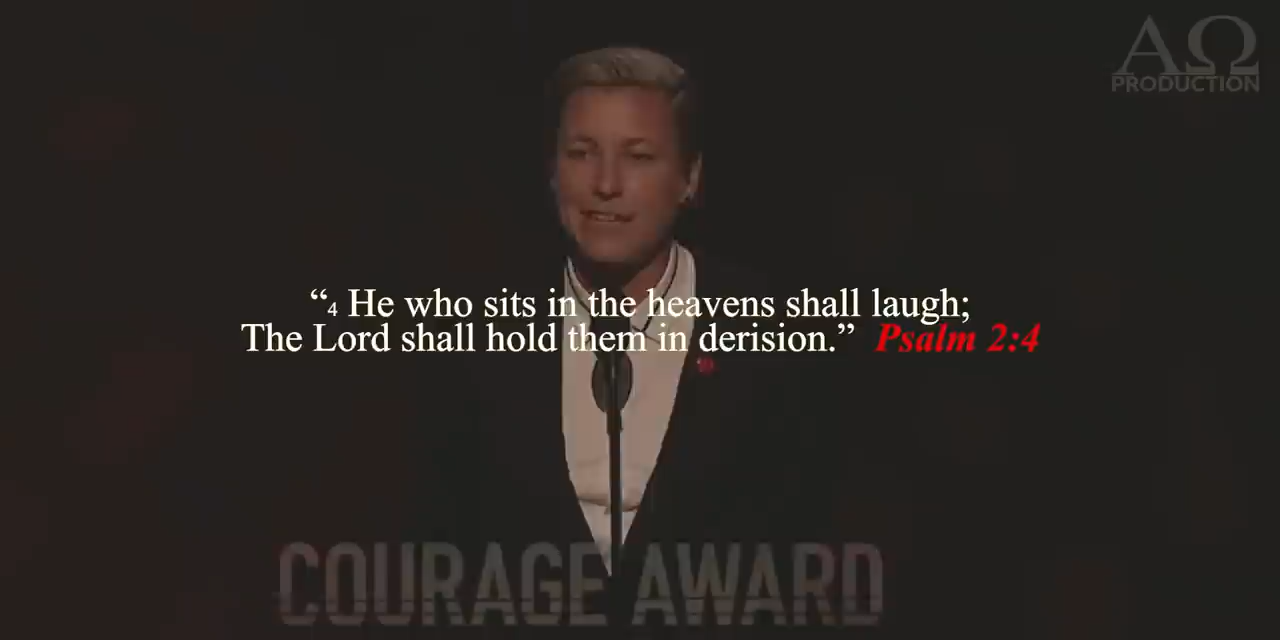 ΑΩ
PRODUCTION
“4 He who sits in the heavens shall laugh;
The Lord shall hold them in derision.” Psalm 2:4
COURAGE AWARD